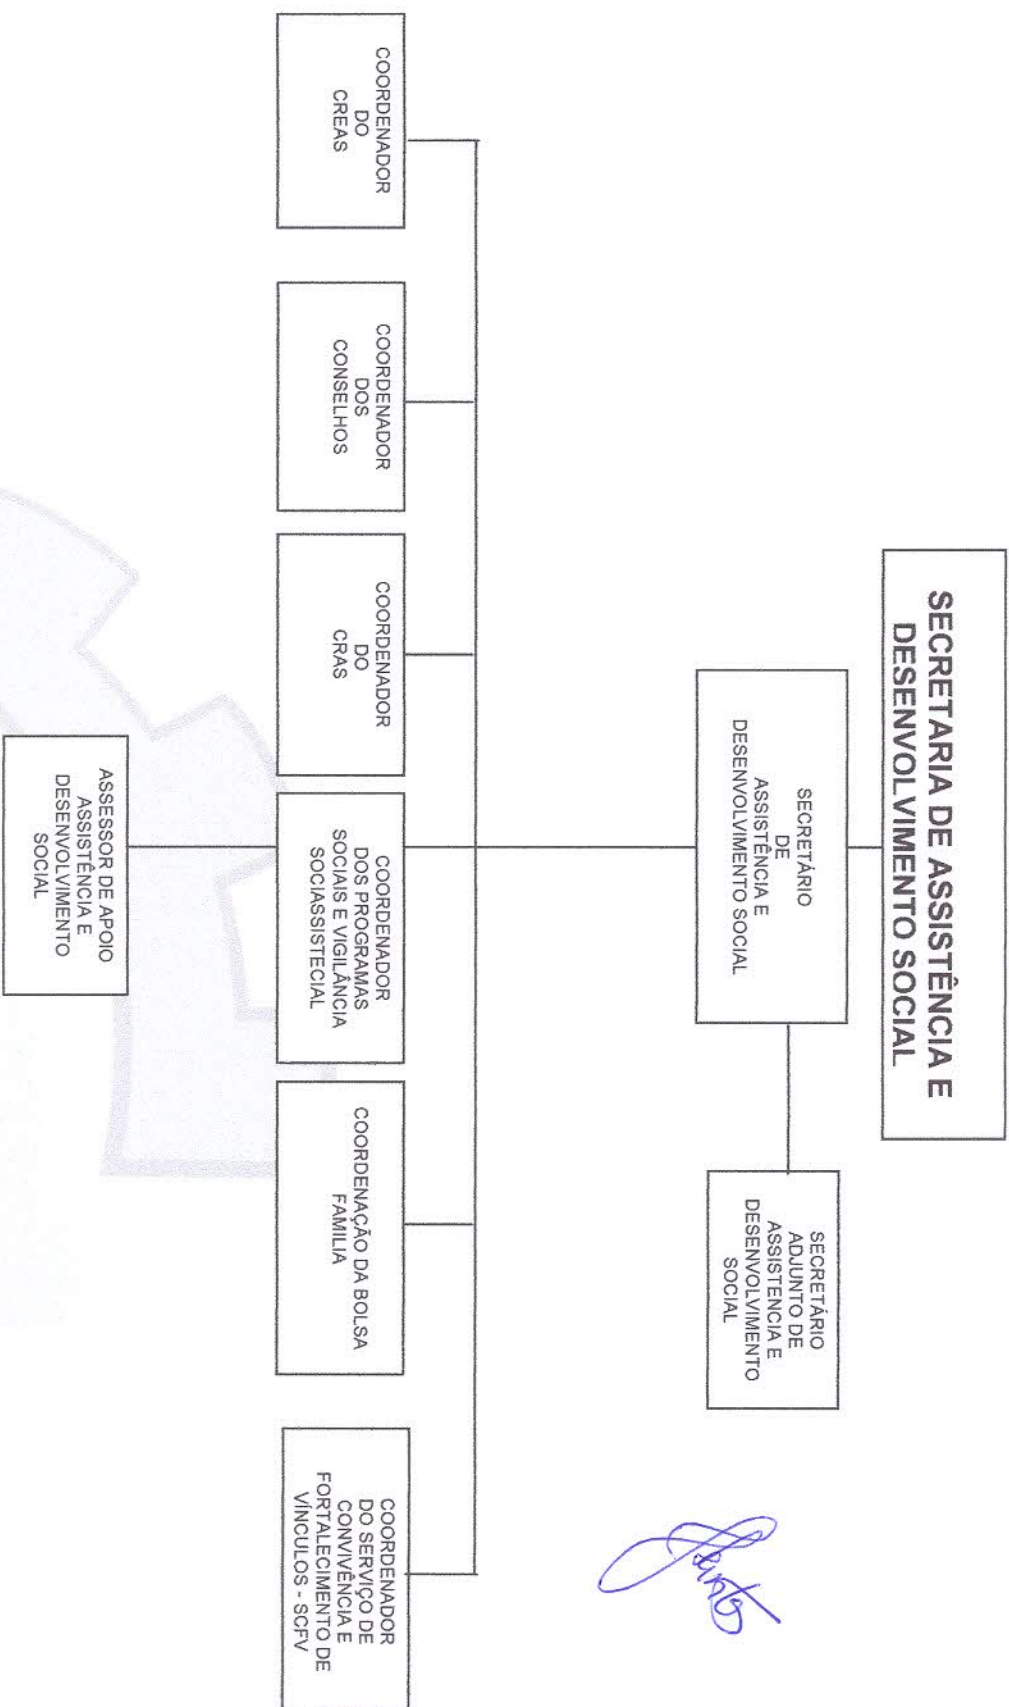 SECRETARIA DE ASSISTÊNCIA E
DESENVOLVIMENTO SOCIAL
SECRETÁRIO
DE
ASSISTÊNCIA E
DESENVOLVIMENTO SOCIAL
SECRETÁRIO
ADJUNTO DE
ASSISTENCIA E
DESENVOLVIMENTO
SOCIAL
COORDENADOR
DO
CREAS
COORDENADOR
DOS
CONSELHOS
COORDENADOR
DO
CRAS
COORDENADOR
DOS PROGRAMAS
SOCIAIS E VIGILÂNCIA
SOCIASSISTECIAL
COORDENAÇÃO DA BOLSA
FAMILIA
COORDENADOR
DO SERVIÇO DE
CONVIVÊNCIA E
FORTALECIMENTO DE
VÍNCULOS - SCFV
ASSESSOR DE APOIO
ASSISTÊNCIA E
DESENVOLVIMENTO
SOCIAL